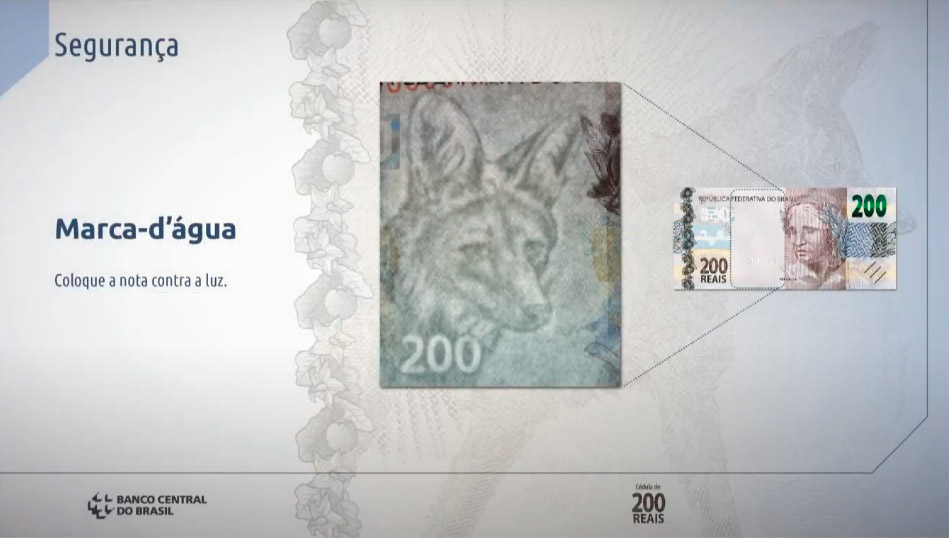 Segurança
Marca-d'água
Coloque a nota contra a luz.
200
REPÚBLICA FEDERATIVA DO BRASIL
200
200
REAIS
BANCO CENTRAL
DO BRASIL
Cédula de
200
REAIS